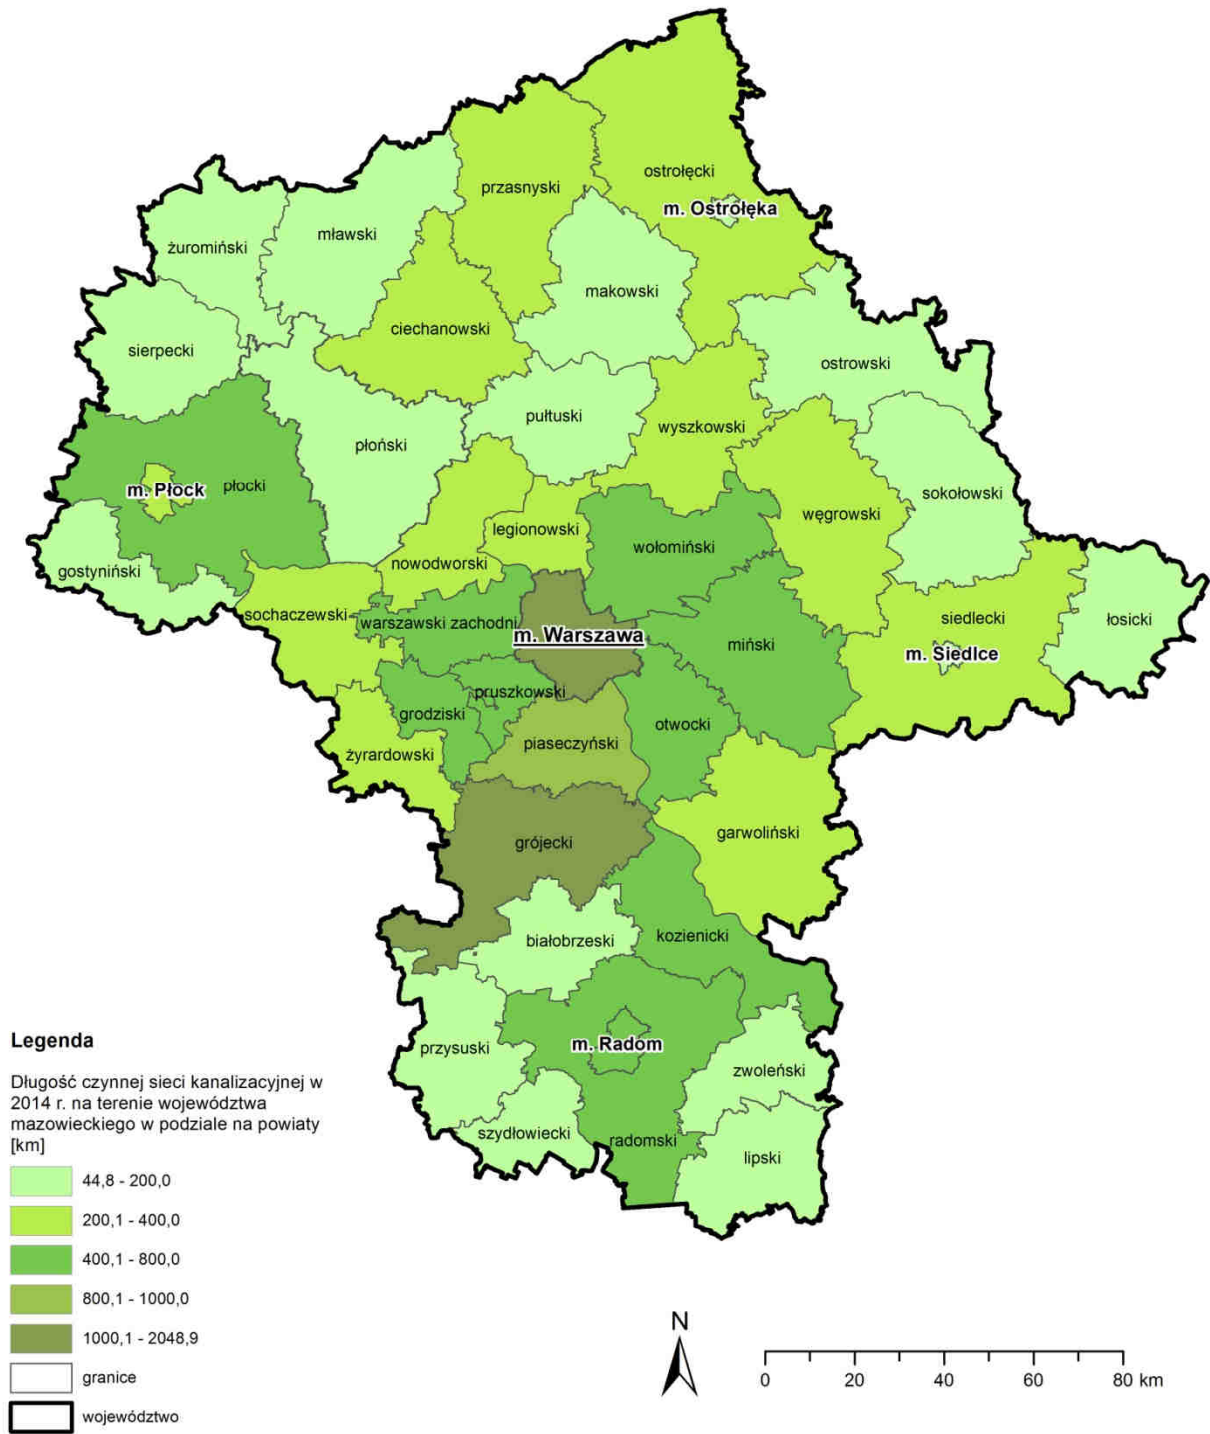 ostrołęcki
przasnyski
m. Ostrołęka
mławski
żuromiński
makowski
ciechanowski
sierpecki
ostrowski
pułtuski
wyszkowski
płoński
płocki
m. Płock
sokołowski
węgrowski
legionowski
wołomiński
nowodworski
gostyniński
sochaczewski
warszawski zachodni
m. Warszawa
siedlecki
łosicki
miński
m. Siedlce
pruszkowski
grodziski
otwocki
piaseczyński
żyrardowski
garwoliński
grójecki
kozienicki
białobrzeski
m. Radom
przysuski
zwoleński
szydłowiecki
radomski
lipski
Legenda
Długość czynnej sieci kanalizacyjnej w
2014 r. na terenie województwa
mazowieckiego w podziale na powiaty
[km]
44,8 - 200,0
200,1 - 400,0
400,1 - 800,0
800,1 - 1000,0
1000,1 - 2048,9
granice
województwo
N
0 20 40 60 80 km